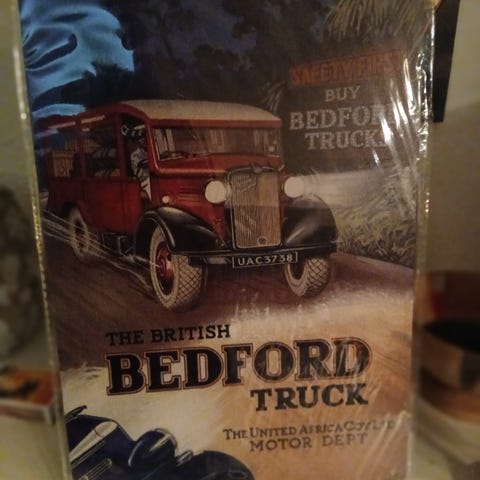 SAFETY FIRST
BUY
BEDFORD
TRUCKS
UAC3738
THE BRITISH
BEDFORD
TRUCK
THE UNITED AFRICA COY LTD
MOTOR DEPT